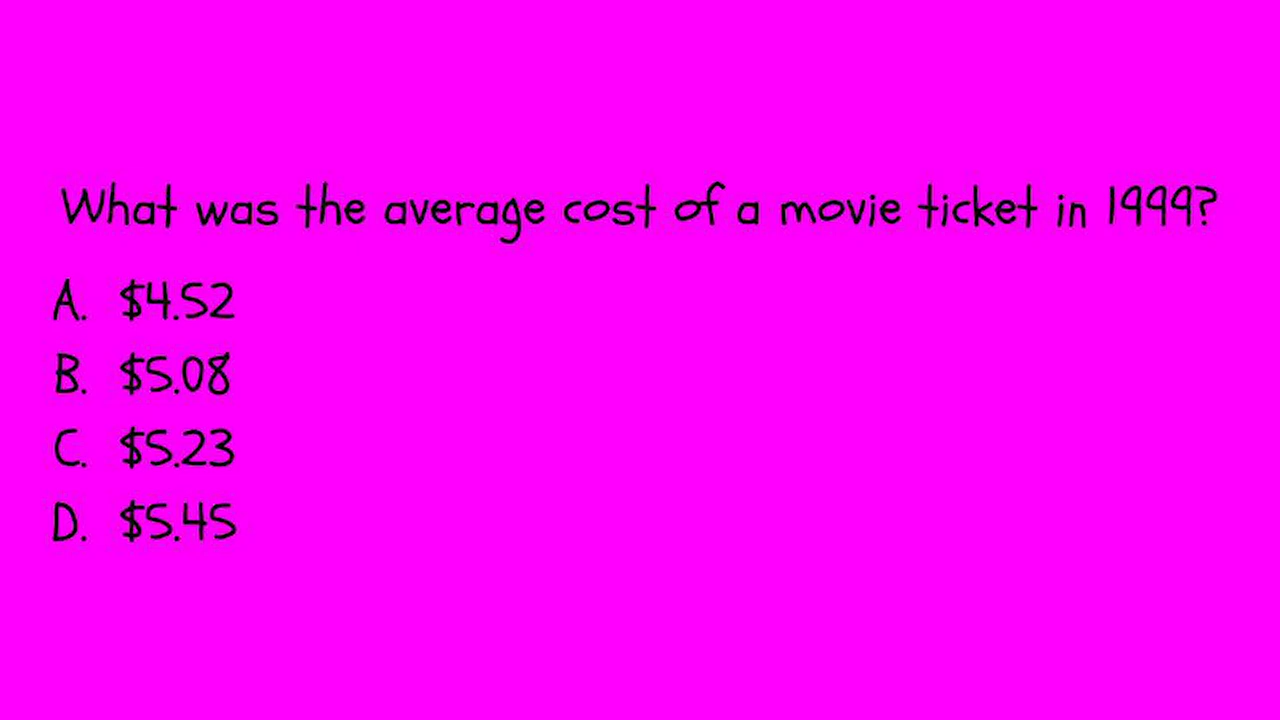 What was the average cost of a movie ticket in 1999?
A. $4.52
B. $5.08
C. $5.23
D. $5.45